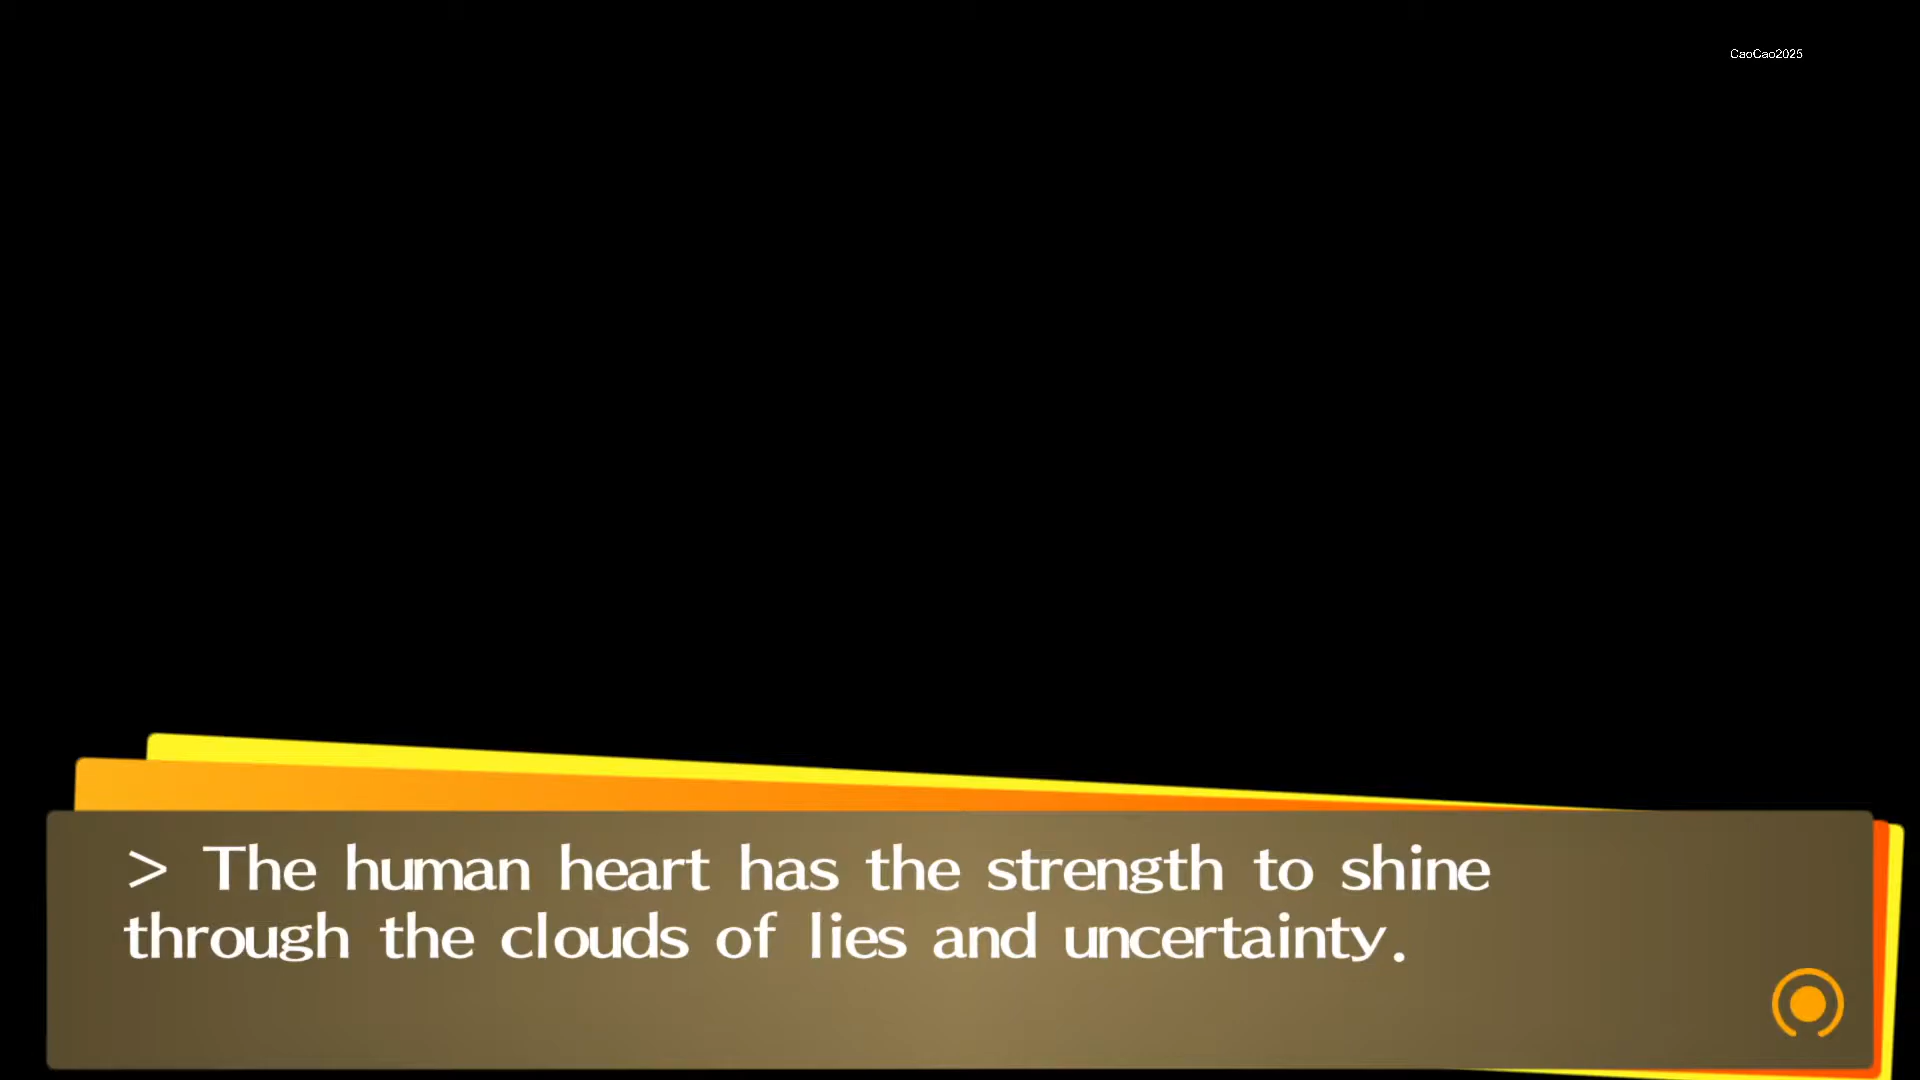 CaoCao2025
> The human heart has the strength to shine
through the clouds of lies and uncertainty.